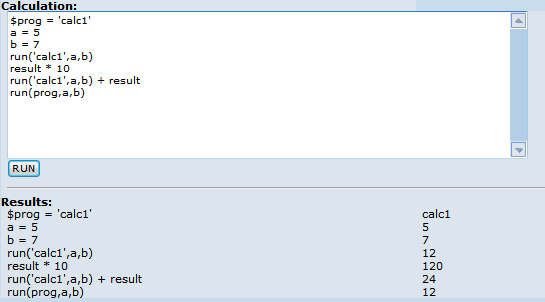 Calculation:
$prog = 'calc1'
a = 5
b = 7
run('calc1',a,b)
result * 10
run('calc1',a,b) + result
run(prog,a,b)
RUN
Results:
$prog = 'calc1' calc1
a = 5 5
b = 7 7
run('calc1',a,b) 12
result * 10 120
run('calc1',a,b) + result 24
run(prog,a,b) 12